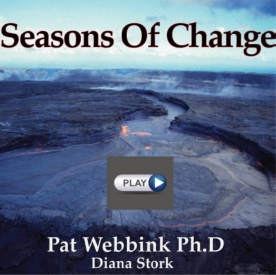 Seasons Of Change
PLAY
Pat Webbink Ph.D
Diana Stork